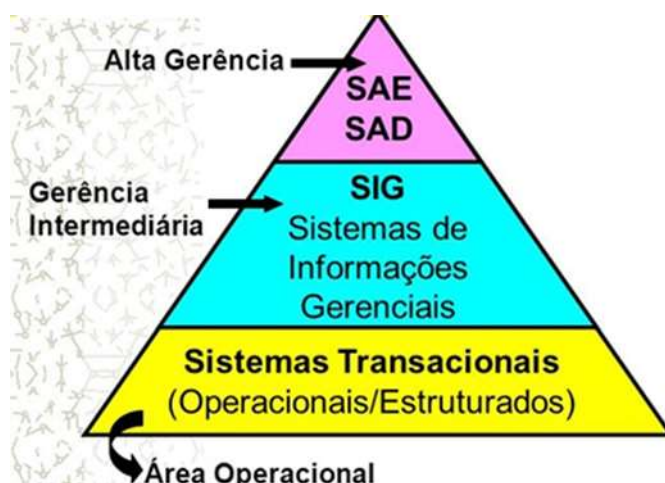 Alta Gerência
SAE
SAD
Gerência
Intermediária
SIG
Sistemas de
Informações
Gerenciais
Sistemas Transacionais
(Operacionais/Estruturados)
Área Operacional